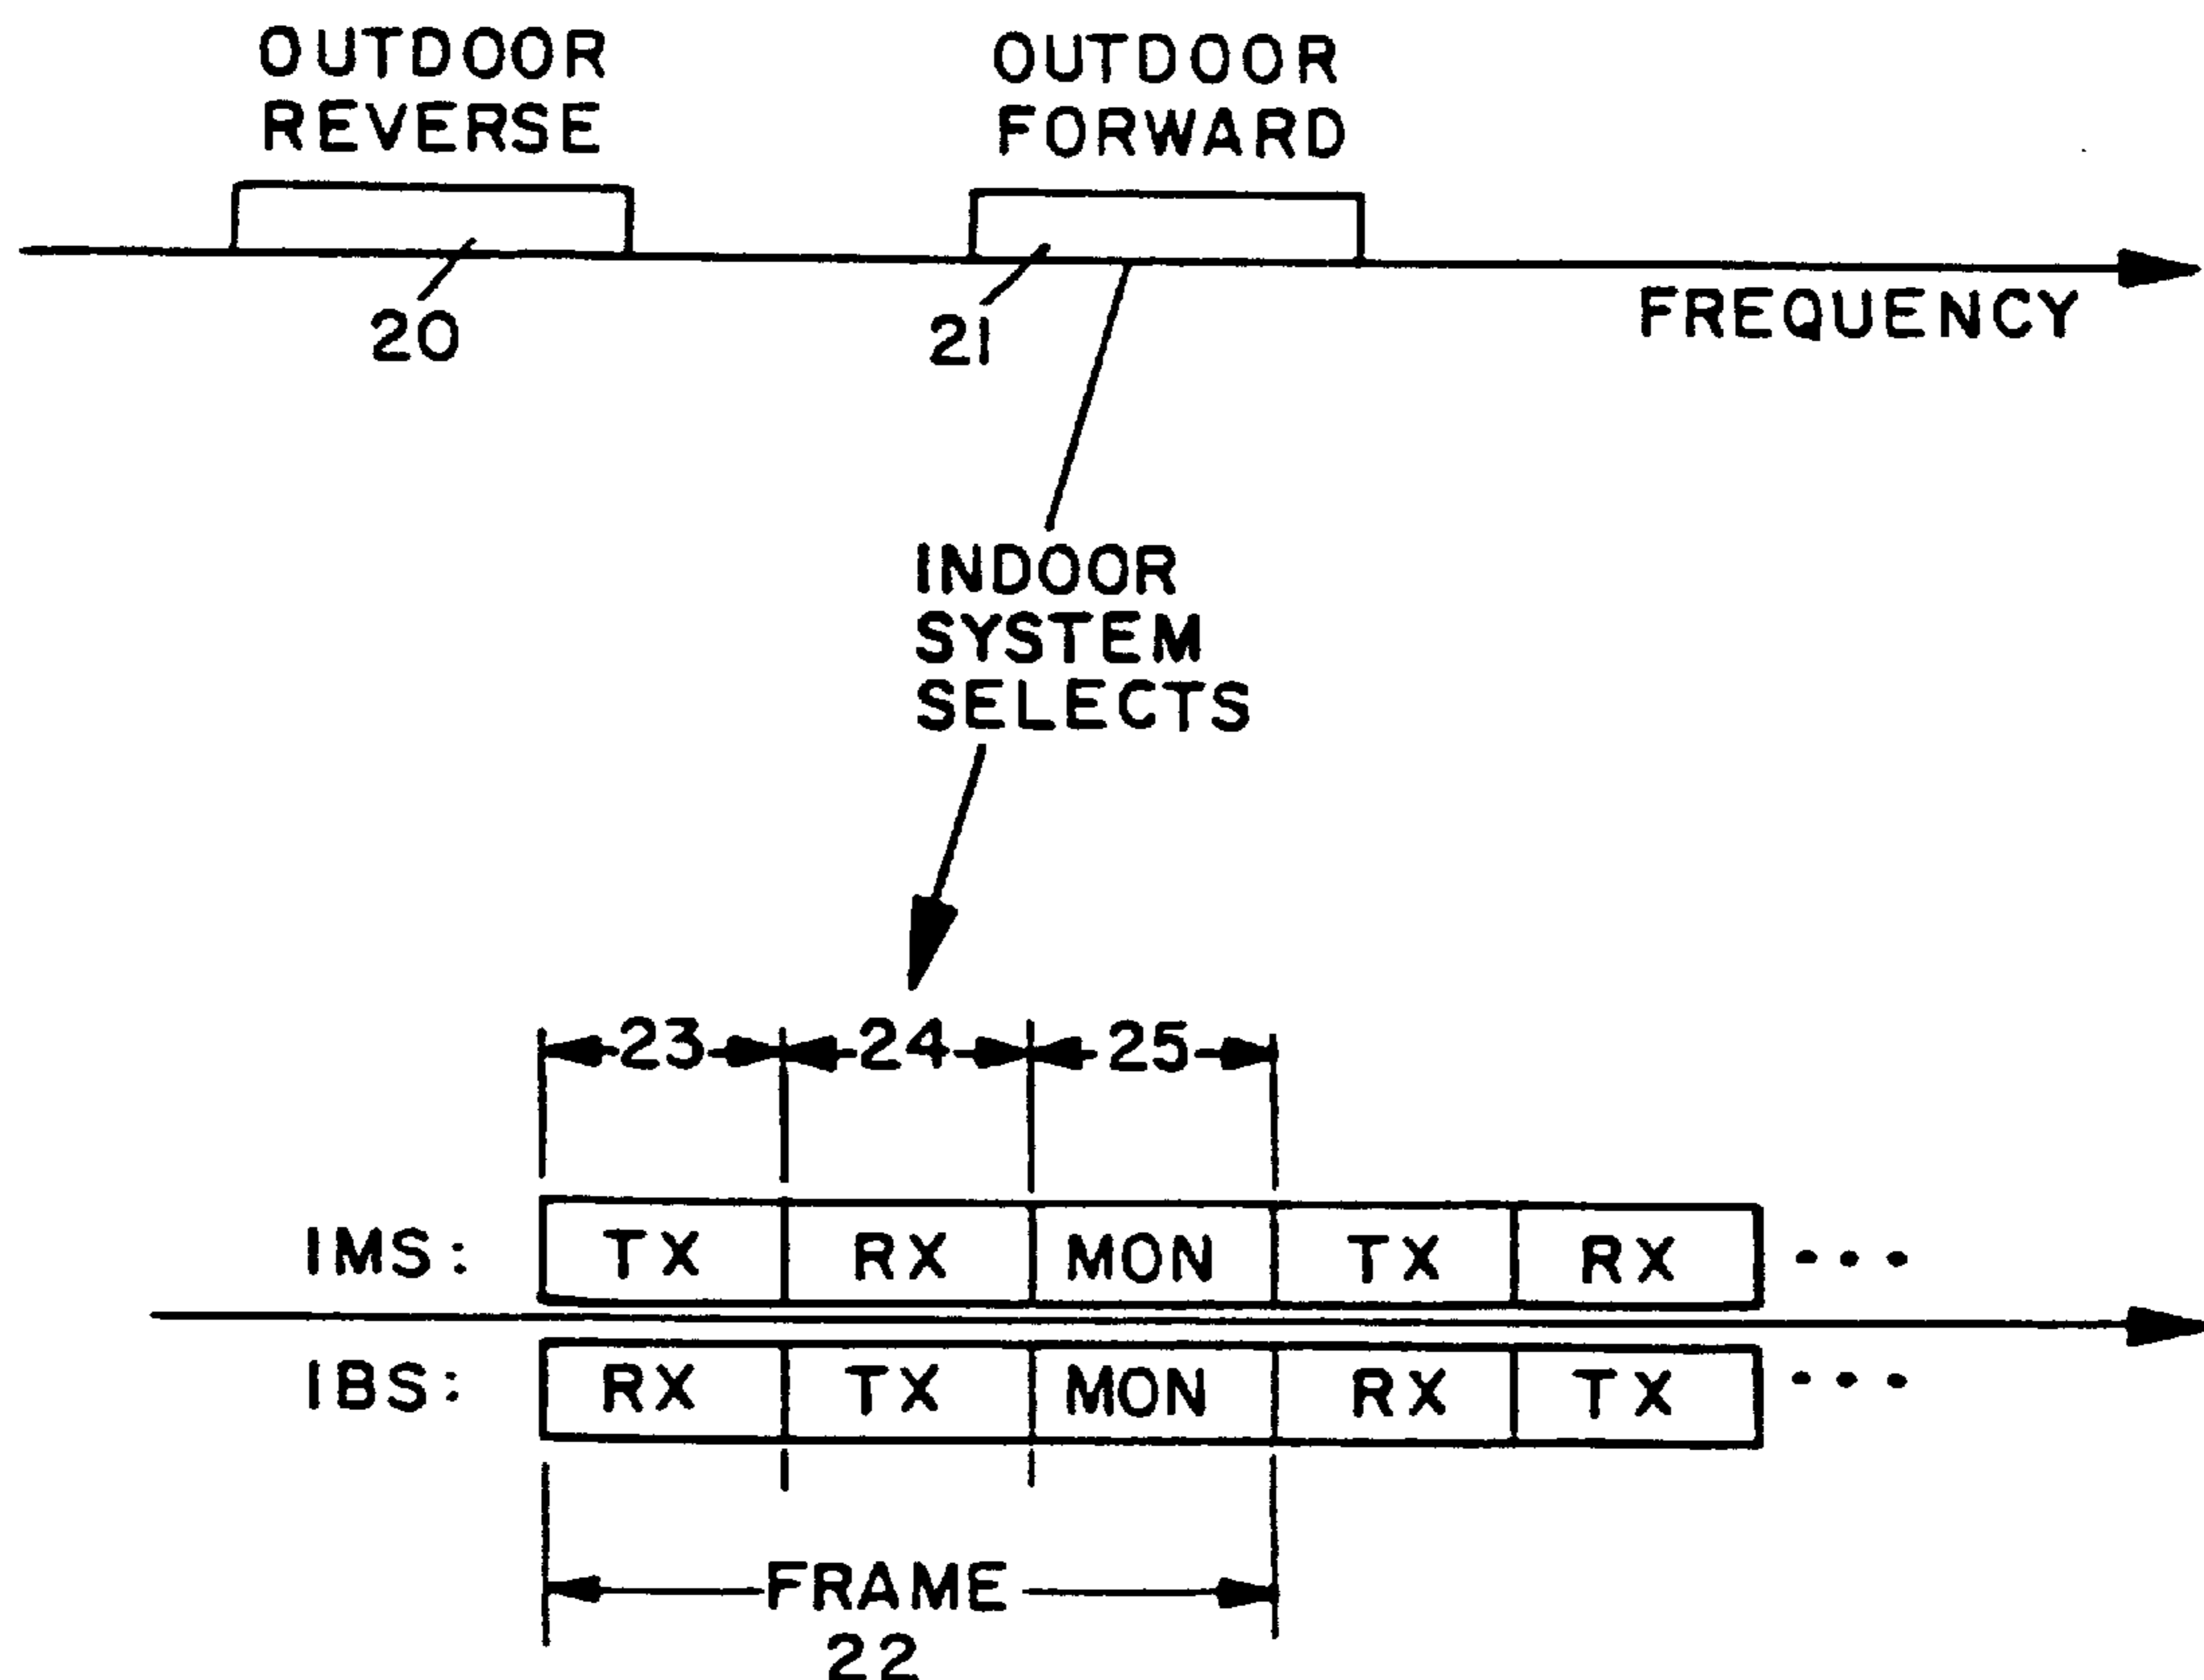 OUTDOOR
REVERSE
OUTDOOR
FORWARD
20
21
FREQUENCY
INDOOR
SYSTEM
SELECTS
23 24 25
IMS: TX RX MON TX RX ...
IBS: RX TX MON RX TX ...
FRAME
22